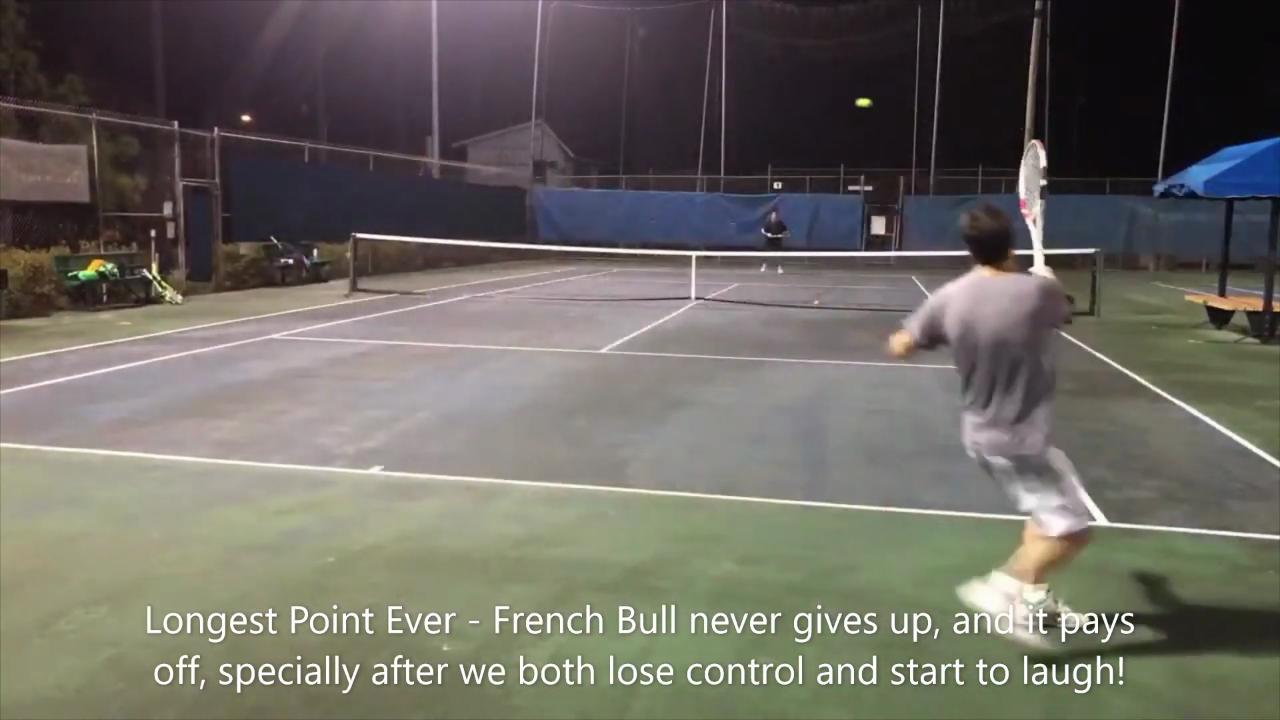 Longest Point Ever - French Bull never gives up, and it pays
off, specially after we both lose control and start to laugh!